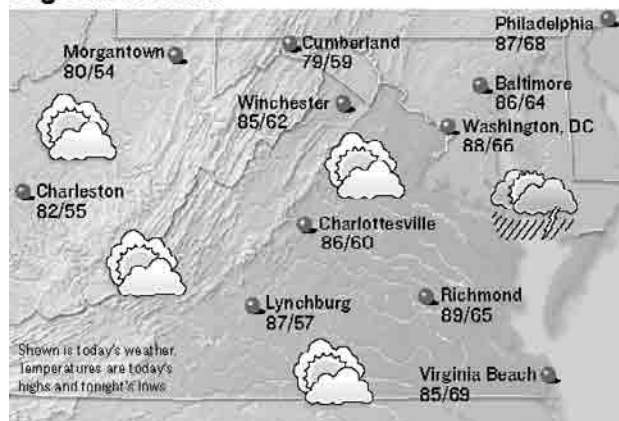 Philadelphia
87/68
Morgantown
80/54
Cumberland
79/59
Baltimore
86/64
Winchester
85/62
Washington, DC
88/66
Charleston
82/55
Charlottesville
86/60
Lynchburg
87/57
Richmond
89/65
Shown is today's weather.
Temperatures are today's
highs and tonight's lows.
Virginia Beach
85/69